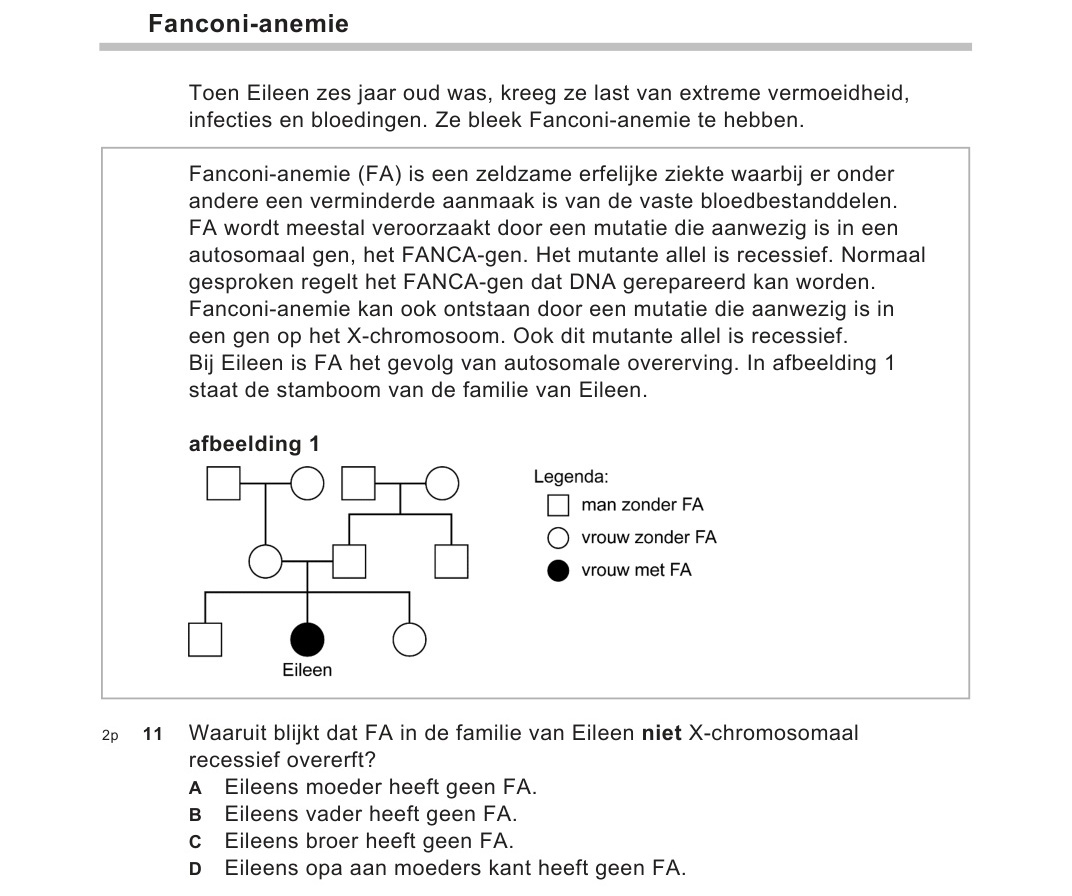 Fanconi-anemie
Toen Eileen zes jaar oud was, kreeg ze last van extreme vermoeidheid,
infecties en bloedingen. Ze bleek Fanconi-anemie te hebben.
Fanconi-anemie (FA) is een zeldzame erfelijke ziekte waarbij er onder
andere een verminderde aanmaak is van de vaste bloedbestanddelen.
FA wordt meestal veroorzaakt door een mutatie die aanwezig is in een
autosomaal gen, het FANCA-gen. Het mutante allel is recessief. Normaal
gesproken regelt het FANCA-gen dat DNA gerepareerd kan worden.
Fanconi-anemie kan ook ontstaan door een mutatie die aanwezig is in
een gen op het X-chromosoom. Ook dit mutante allel is recessief.
Bij Eileen is FA het gevolg van autosomale overerving. In afbeelding 1
staat de stamboom van de familie van Eileen.
afbeelding 1
Legenda:
man zonder FA
vrouw zonder FA
vrouw met FA
Eileen
2p 11 Waaruit blijkt dat FA in de familie van Eileen niet X-chromosomaal
recessief overerft?
A Eileens moeder heeft geen FA.
B Eileens vader heeft geen FA.
C Eileens broer heeft geen FA.
D Eileens opa aan moeders kant heeft geen FA.